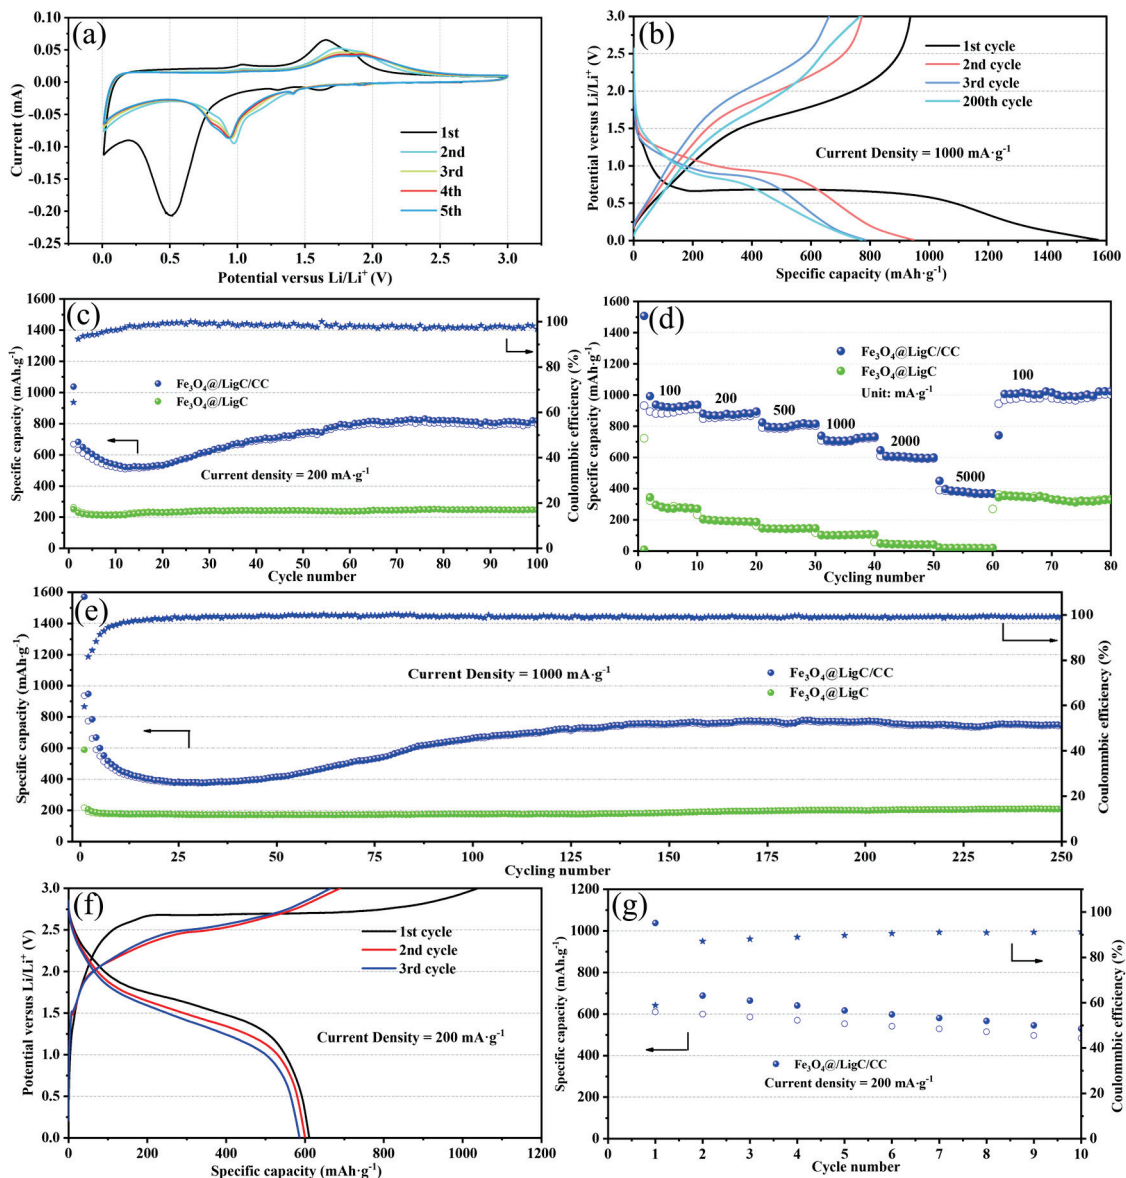 (a)
0.10
0.05
0.00
-0.05
-0.10
-0.15
-0.20
-0.25
Current (mA)
1st
2nd
3rd
4th
5th
0.0 0.5 1.0 1.5 2.0 2.5 3.0
Potential versus Li/Li⁺ (V)
(b)
3.0
2.5
2.0
1.5
1.0
0.5
0.0
Potential versus Li/Li⁺ (V)
1st cycle
2nd cycle
3rd cycle
200th cycle
Current Density = 1000 mA·g⁻¹
0 200 400 600 800 1000 1200 1400 1600
Specific capacity (mAh·g⁻¹)
(c)
1600
1400
1200
1000
800
600
400
200
0
Specific capacity (mAh.g⁻¹)
Fe₃O₄@/LigC/CC
Fe₃O₄@/LigC
Current density = 200 mA·g⁻¹
100
80
60
40
20
0
Coulommbic efficiency (%)
0 10 20 30 40 50 60 70 80 90 100
Cycle number
(d)
1600
1400
1200
1000
800
600
400
200
0
Specific capacity (mAh·g⁻¹)
Fe₃O₄@LigC/CC
Fe₃O₄@LigC
Unit: mA·g⁻¹
100
200
500
1000
2000
5000
100
0 10 20 30 40 50 60 70 80
Cycling number
(e)
1600
1400
1200
1000
800
600
400
200
0
Specific capacity (mAh·g⁻¹)
Current Density = 1000 mA·g⁻¹
Fe₃O₄@LigC/CC
Fe₃O₄@LigC
100
80
60
40
20
0
Coulommbic efficiency (%)
0 25 50 75 100 125 150 175 200 225 250
Cycling number
(f)
3.0
2.5
2.0
1.5
1.0
0.5
0.0
Potential versus Li/Li⁺ (V)
1st cycle
2nd cycle
3rd cycle
Current Density = 200 mA·g⁻¹
0 200 400 600 800 1000 1200
Specific capacity (mAh·g⁻¹)
(g)
1200
1000
800
600
400
200
0
Specific capacity (mAh.g⁻¹)
Fe₃O₄@/LigC/CC
Current density = 200 mA·g⁻¹
100
80
60
40
20
0
Coulommbic efficiency (%)
0 1 2 3 4 5 6 7 8 9 10
Cycle number